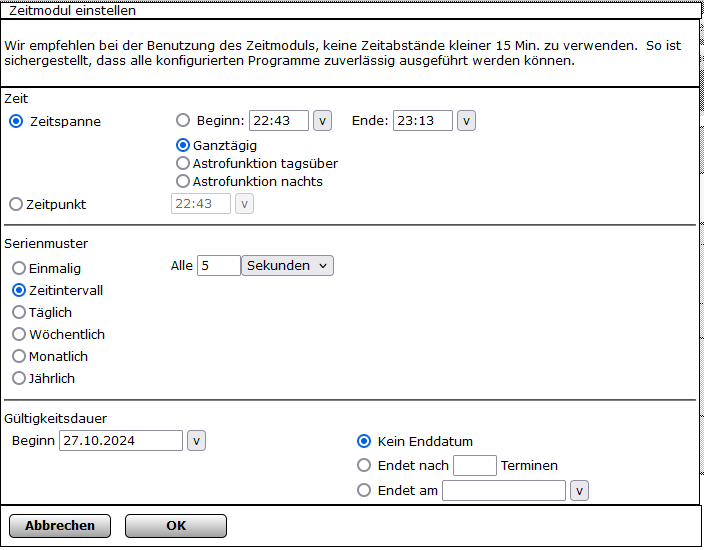 Zeitmodul einstellen
Wir empfehlen bei der Benutzung des Zeitmoduls, keine Zeitabstände kleiner 15 Min. zu verwenden.  So ist
sichergestellt, dass alle konfigurierten Programme zuverlässig ausgeführt werden können.
Zeit
Zeitspanne Beginn: 22:43 v Ende: 23:13 v
Ganztägig
Astrofunktion tagsüber
Astrofunktion nachts
Zeitpunkt 22:43 v
Serienmuster
Einmalig Alle 5 Sekunden
Zeitintervall
Täglich
Wöchentlich
Monatlich
Jährlich
Gültigkeitsdauer
Beginn 27.10.2024 v Kein Enddatum
Endet nach Terminen
Endet am v
Abbrechen OK